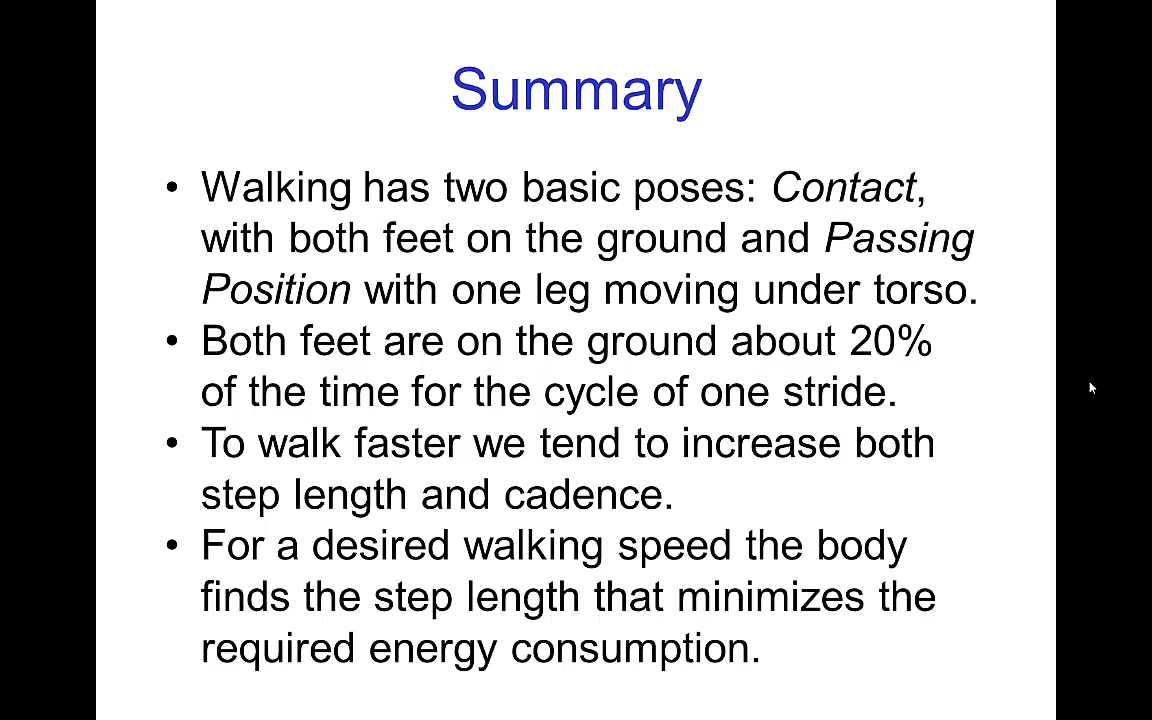 Summary
• Walking has two basic poses: Contact,
with both feet on the ground and Passing
Position with one leg moving under torso.
• Both feet are on the ground about 20%
of the time for the cycle of one stride.
• To walk faster we tend to increase both
step length and cadence.
• For a desired walking speed the body
finds the step length that minimizes the
required energy consumption.